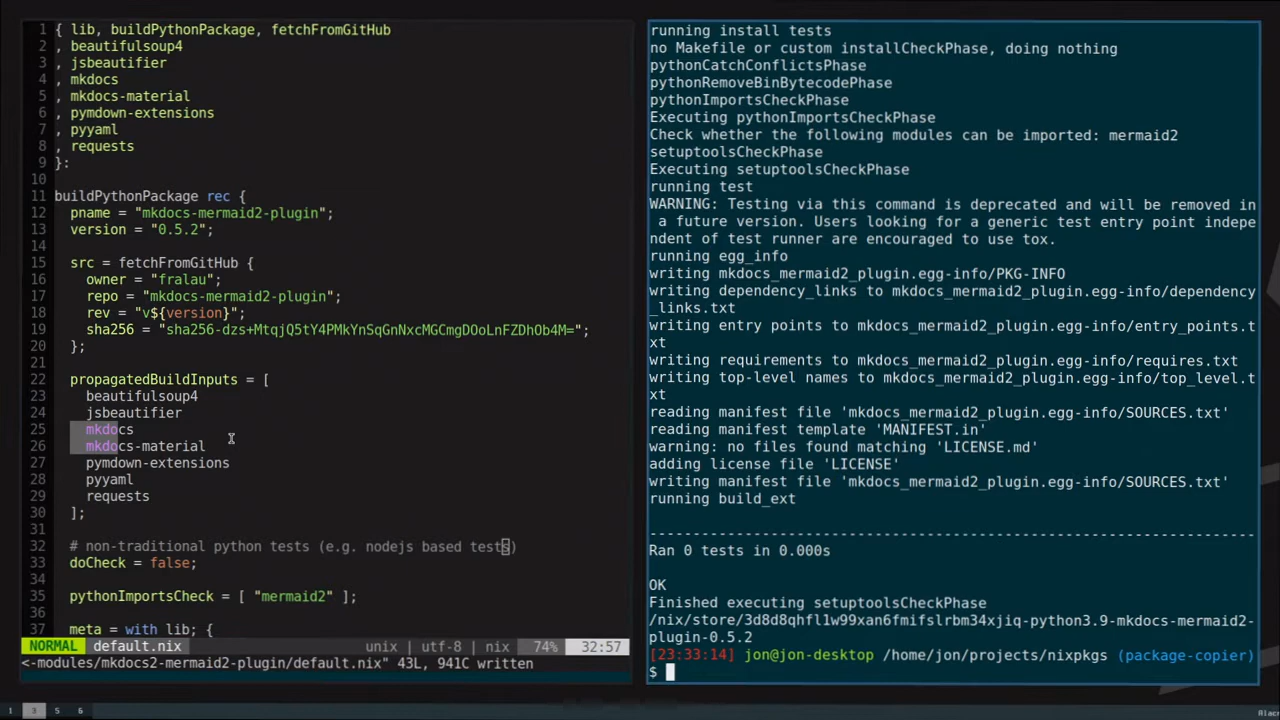 1 { lib, buildPythonPackage, fetchFromGitHub
2 , beautifulsoup4
3 , jsbeautifier
4 , mkdocs
5 , mkdocs-material
6 , pymdown-extensions
7 , pyyaml
8 , requests
9 }:
10
11 buildPythonPackage rec {
12 pname = "mkdocs-mermaid2-plugin";
13 version = "0.5.2";
14
15 src = fetchFromGitHub {
16 owner = "fralau";
17 repo = "mkdocs-mermaid2-plugin";
18 rev = "v${version}";
19 sha256 = "sha256-dzs+MtqjQ5tY4PMkYnSqGnNxcMGCmgDOoLnFZDhOb4M=";
20 };
21
22 propagatedBuildInputs = [
23 beautifulsoup4
24 jsbeautifier
25 mkdocs
26 mkdocs-material
27 pymdown-extensions
28 pyyaml
29 requests
30 ];
31
32 # non-traditional python tests (e.g. nodejs based tests)
33 doCheck = false;
34
35 pythonImportsCheck = [ "mermaid2" ];
36
37 meta = with lib; {
NORMAL default.nix unix | utf-8 | nix 74% 32:57
<-modules/mkdocs2-mermaid2-plugin/default.nix" 43L, 941C written
running install tests
no Makefile or custom installCheckPhase, doing nothing
pythonCatchConflictsPhase
pythonRemoveBinBytecodePhase
pythonImportsCheckPhase
Executing pythonImportsCheckPhase
Check whether the following modules can be imported: mermaid2
setuptoolsCheckPhase
Executing setuptoolsCheckPhase
running test
WARNING: Testing via this command is deprecated and will be removed in
 a future version. Users looking for a generic test entry point indepe
ndent of test runner are encouraged to use tox.
running egg_info
writing mkdocs_mermaid2_plugin.egg-info/PKG-INFO
writing dependency_links to mkdocs_mermaid2_plugin.egg-info/dependency
_links.txt
writing entry points to mkdocs_mermaid2_plugin.egg-info/entry_points.t
xt
writing requirements to mkdocs_mermaid2_plugin.egg-info/requires.txt
writing top-level names to mkdocs_mermaid2_plugin.egg-info/top_level.t
xt
reading manifest file 'mkdocs_mermaid2_plugin.egg-info/SOURCES.txt'
reading manifest template 'MANIFEST.in'
warning: no files found matching 'LICENSE.md'
adding license file 'LICENSE'
writing manifest file 'mkdocs_mermaid2_plugin.egg-info/SOURCES.txt'
running build_ext
----------------------------------------------------------------------
Ran 0 tests in 0.000s
OK
Finished executing setuptoolsCheckPhase
/nix/store/3d8d8qhfl1w99xan6fmifslrbm34xjiq-python3.9-mkdocs-mermaid2-
plugin-0.5.2
[23:33:14] jon@jon-desktop /home/jon/projects/nixpkgs (package-copier)
$
1 3 5 6